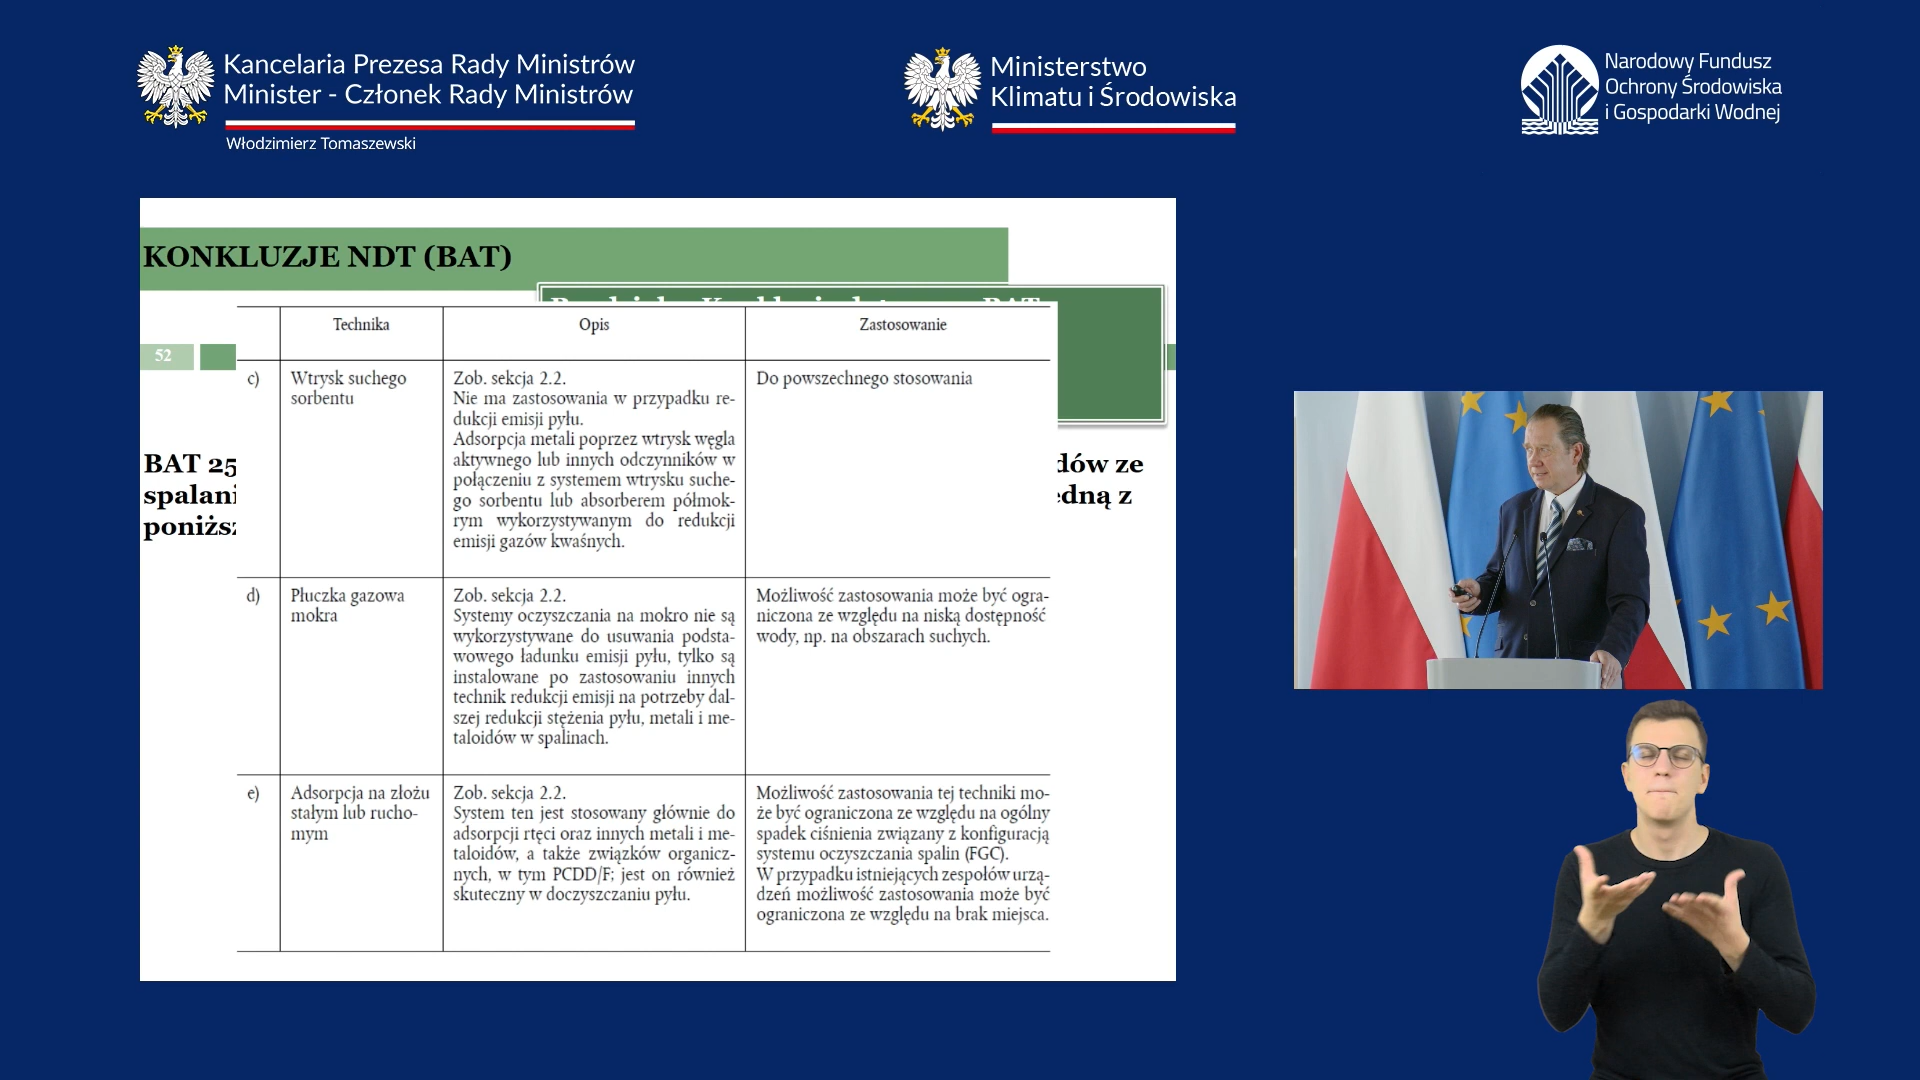 Kancelaria Prezesa Rady Ministrów
Minister - Członek Rady Ministrów
Włodzimierz Tomaszewski
Ministerstwo
Klimatu i Środowiska
Narodowy Fundusz
Ochrony Środowiska
i Gospodarki Wodnej
KONKLUZJE NDT (BAT)
52
BAT 25
dów ze
spalani
edną z
Technika
Opis
Zastosowanie
c)
Wtrysk suchego
sorbentu
Zob. sekcja 2.2.
Nie ma zastosowania w przypadku re-
dukcji emisji pyłu.
Adsorpcja metali poprzez wtrysk węgla
aktywnego lub innych odczynników w
połączeniu z systemem wtrysku suche-
go sorbentu lub absorberem półmok-
rym wykorzystywanym do redukcji
emisji gazów kwaśnych.
Do powszechnego stosowania
d)
Płuczka gazowa
mokra
Zob. sekcja 2.2.
Systemy oczyszczania na mokro nie są
wykorzystywane do usuwania podsta-
wowego ładunku emisji pyłu, tylko są
instalowane po zastosowaniu innych
technik redukcji emisji na potrzeby dal-
szej redukcji stężenia pyłu, metali i me-
taloidów w spalinach.
Możliwość zastosowania może być ogra-
niczona ze względu na niską dostępność
wody, np. na obszarach suchych.
e)
Adsorpcja na złożu
stałym lub rucho-
mym
Zob. sekcja 2.2.
System ten jest stosowany głównie do
adsorpcji rtęci oraz innych metali i me-
taloidów, a także związków organicz-
nych, w tym PCDD/F; jest on również
skuteczny w doczyszczaniu pyłu.
Możliwość zastosowania tej techniki mo-
że być ograniczona ze względu na ogólny
spadek ciśnienia związany z konfiguracją
systemu oczyszczania spalin (FGC).
W przypadku istniejących zespołów urzą-
dzeń możliwość zastosowania może być
ograniczona ze względu na brak miejsca.